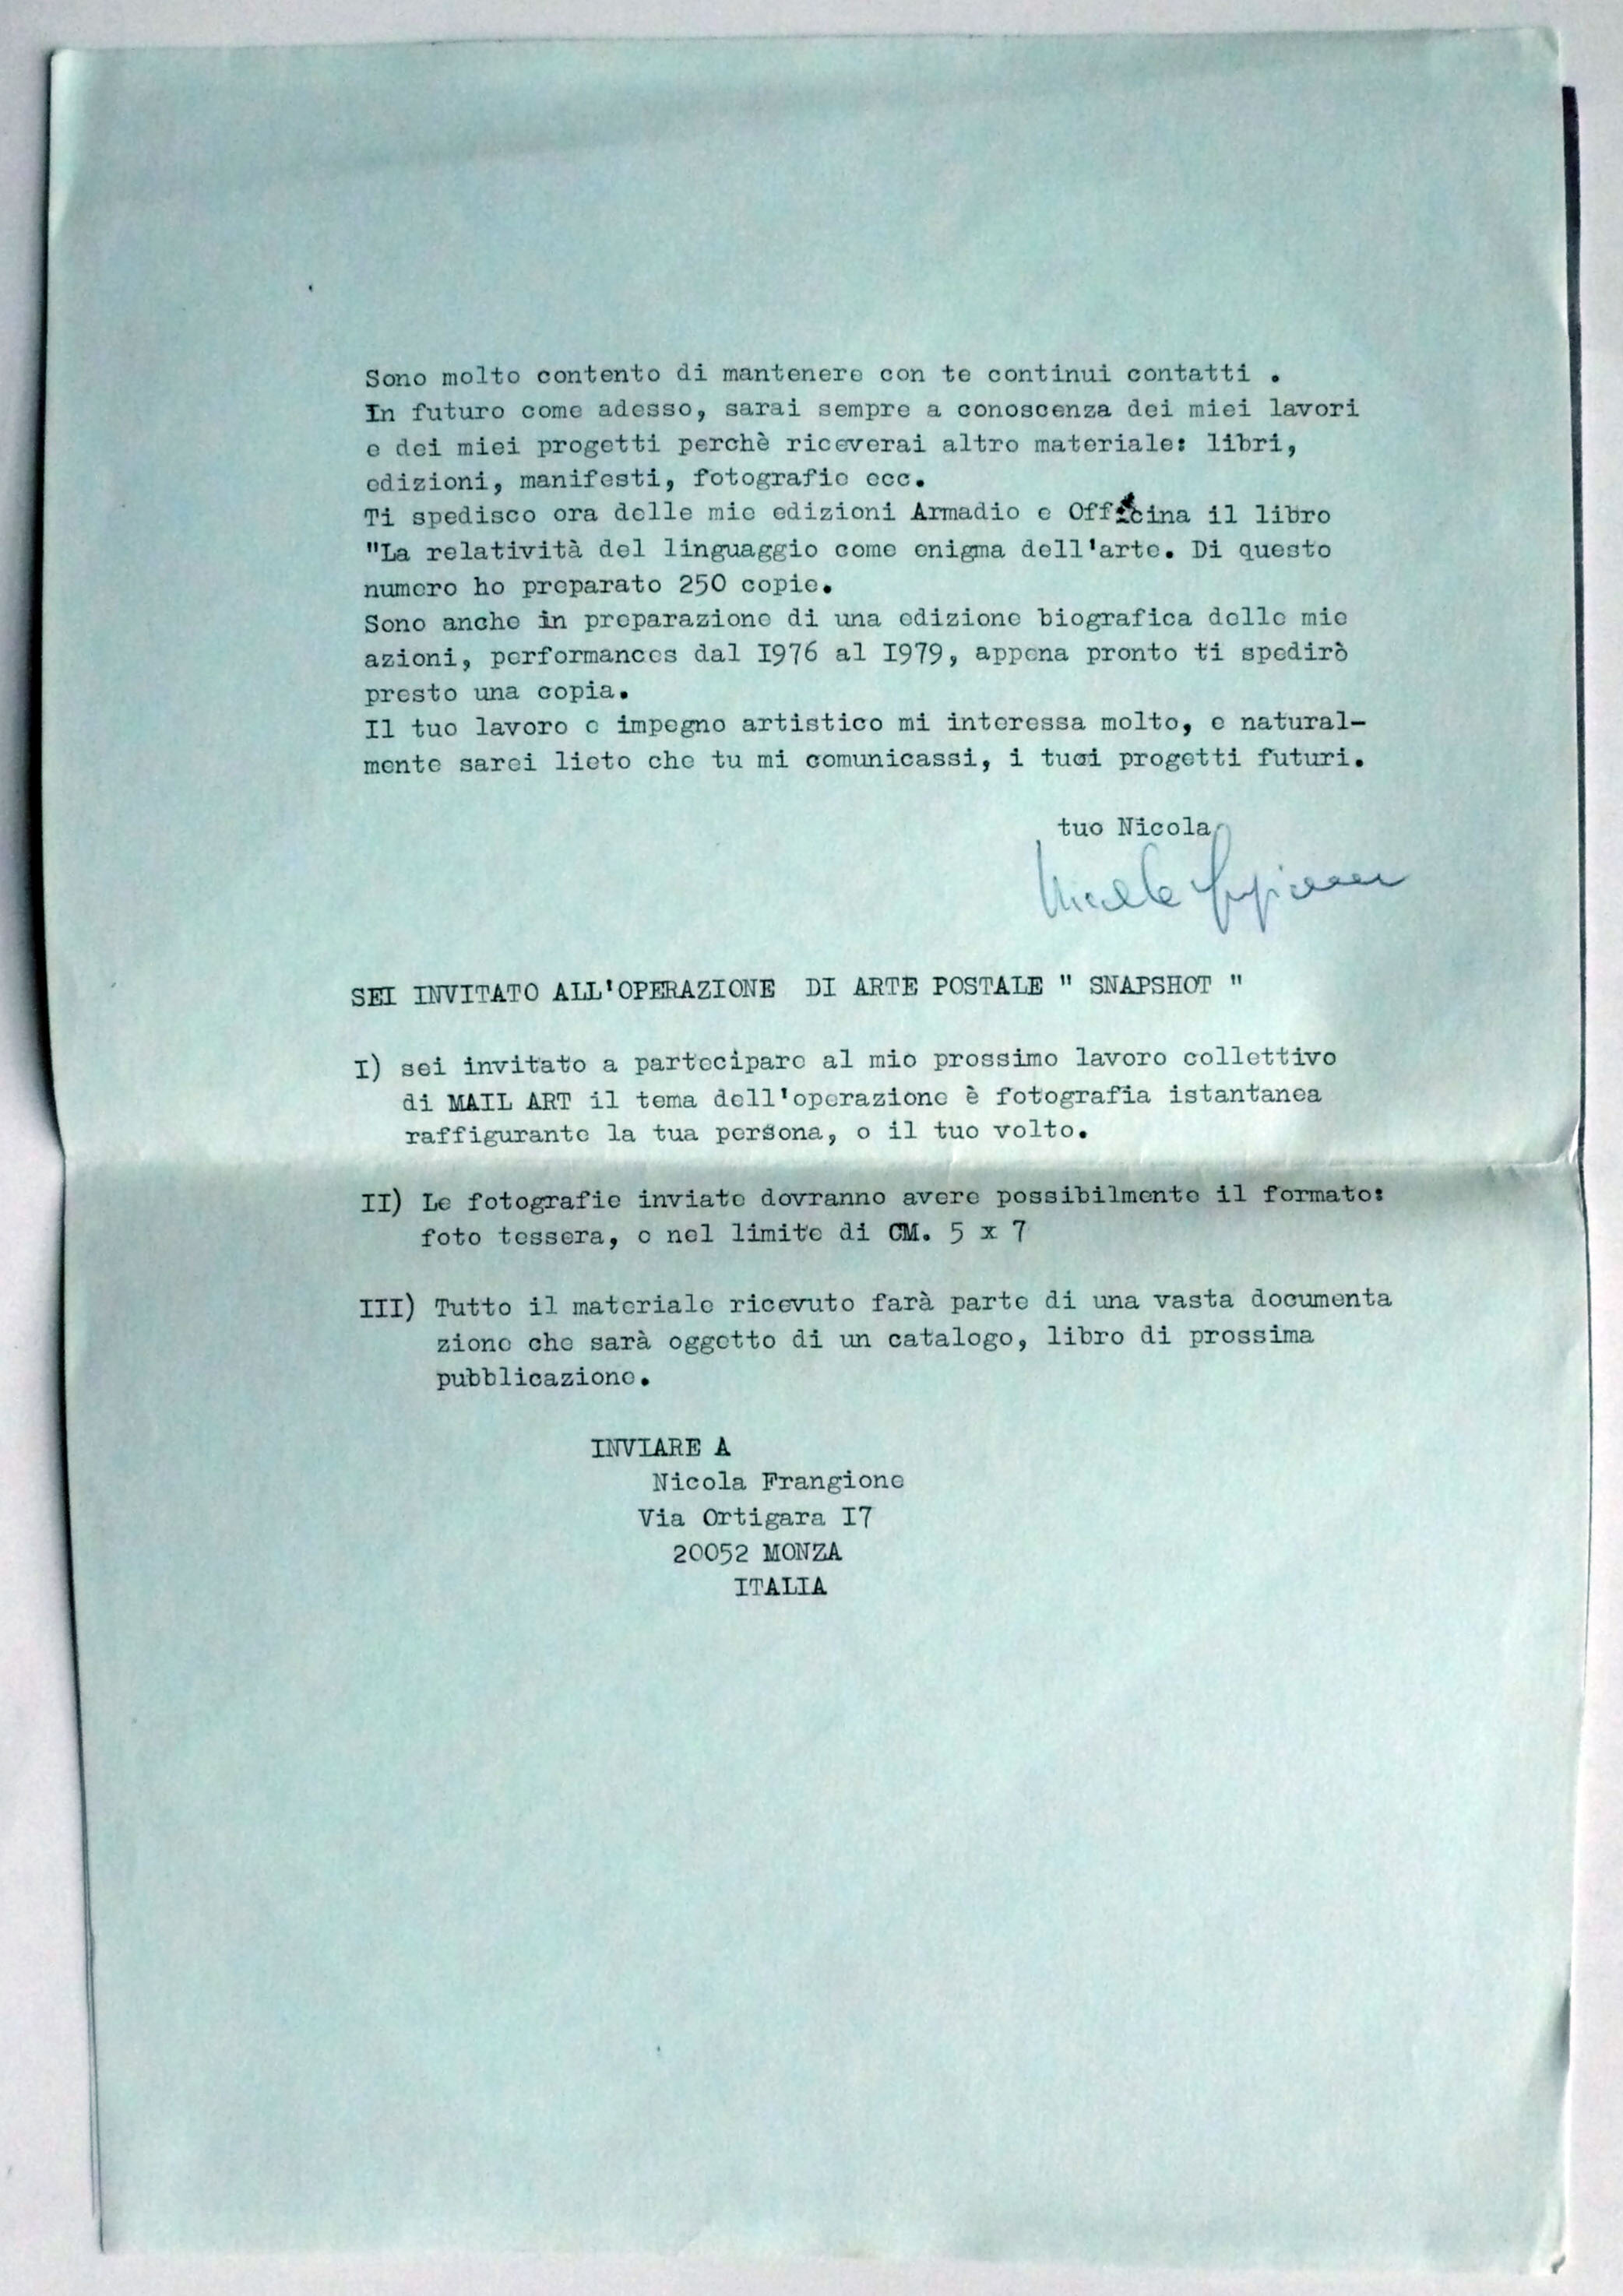 Sono molto contento di mantenere con te continui contatti .
In futuro come adesso, sarai sempre a conoscenza dei miei lavori
e dei miei progetti perchè riceverai altro materiale: libri,
edizioni, manifesti, fotografie ecc.
Ti spedisco ora delle mie edizioni Armadio e Officina il libro
"La relatività del linguaggio come enigma dell'arte. Di questo
numero ho preparato 250 copie.
Sono anche in preparazione di una edizione biografica delle mie
azioni, performances dal I976 al I979, appena pronto ti spedirò
presto una copia.
Il tuo lavoro e impegno artistico mi interessa molto, e natural-
mente sarei lieto che tu mi comunicassi, i tuoi progetti futuri.
tuo Nicola
Nicola Frangione
SEI INVITATO ALL'OPERAZIONE DI ARTE POSTALE " SNAPSHOT "
I) sei invitato a partecipare al mio prossimo lavoro collettivo
di MAIL ART il tema dell'operazione è fotografia istantanea
raffigurante la tua persona, o il tuo volto.
II) Le fotografie inviate dovranno avere possibilmente il formato:
foto tessera, o nel limite di CM. 5 x 7
III) Tutto il materiale ricevuto farà parte di una vasta documenta
zione che sarà oggetto di un catalogo, libro di prossima
pubblicazione.
INVIARE A
Nicola Frangione
Via Ortigara I7
20052 MONZA
ITALIA